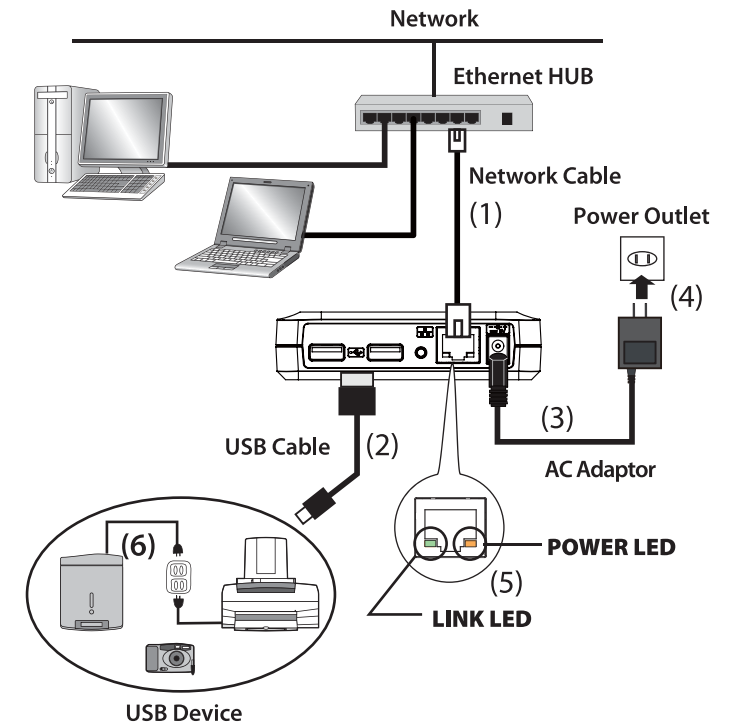 Network
Ethernet HUB
Network Cable
(1)
Power Outlet
(4)
(3)
USB Cable
(2)
AC Adaptor
(6)
POWER LED
(5)
LINK LED
USB Device